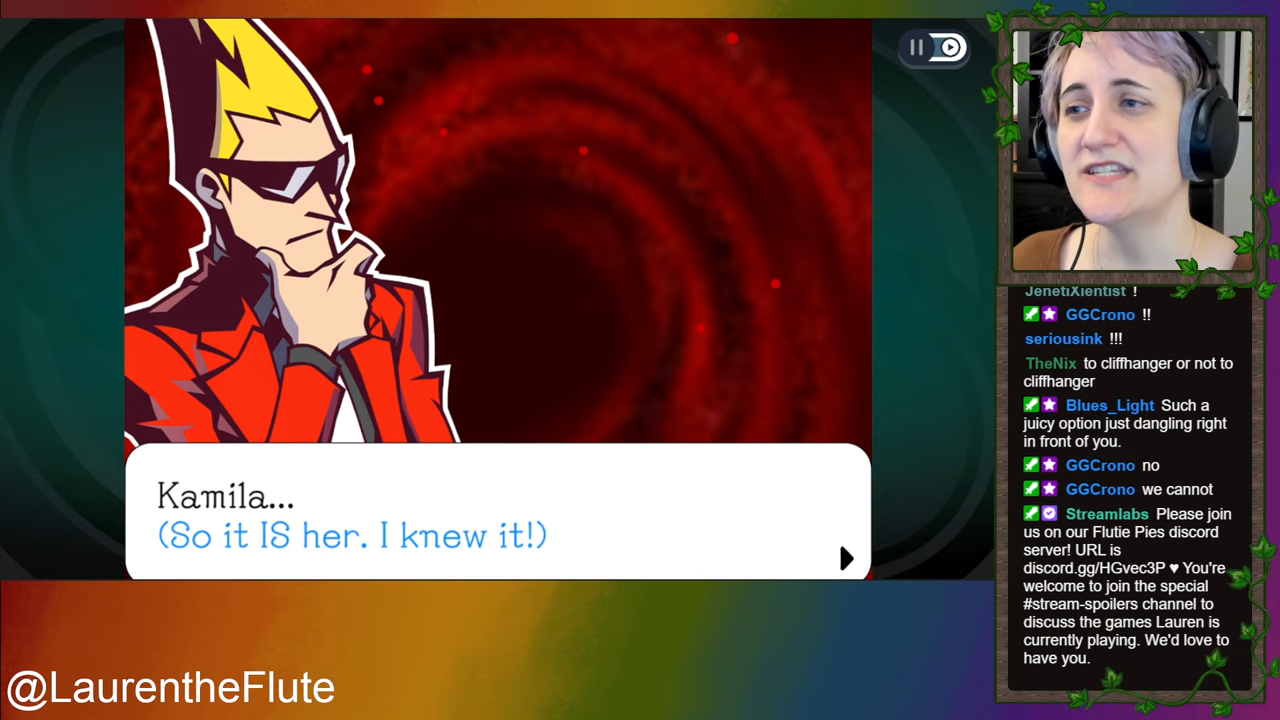 Kamila...
(So it IS her. I knew it!)
@LaurentheFlute
JenetiXientist !
GGCrono !!
seriousink !!!
TheNix to cliffhanger or not to
cliffhanger
Blues_Light Such a
juicy option just dangling right
in front of you.
GGCrono no
GGCrono we cannot
Streamlabs Please join
us on our Flutie Pies discord
server! URL is
discord.gg/HGvec3P ♥ You're
welcome to join the special
#stream-spoilers channel to
discuss the games Lauren is
currently playing. We'd love to
have you.